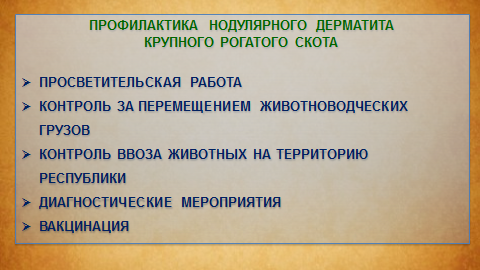 ПРОФИЛАКТИКА НОДУЛЯРНОГО ДЕРМАТИТА
КРУПНОГО РОГАТОГО СКОТА
➢ ПРОСВЕТИТЕЛЬСКАЯ РАБОТА
➢ КОНТРОЛЬ ЗА ПЕРЕМЕЩЕНИЕМ ЖИВОТНОВОДЧЕСКИХ
ГРУЗОВ
➢ КОНТРОЛЬ ВВОЗА ЖИВОТНЫХ НА ТЕРРИТОРИЮ
РЕСПУБЛИКИ
➢ ДИАГНОСТИЧЕСКИЕ МЕРОПРИЯТИЯ
➢ ВАКЦИНАЦИЯ